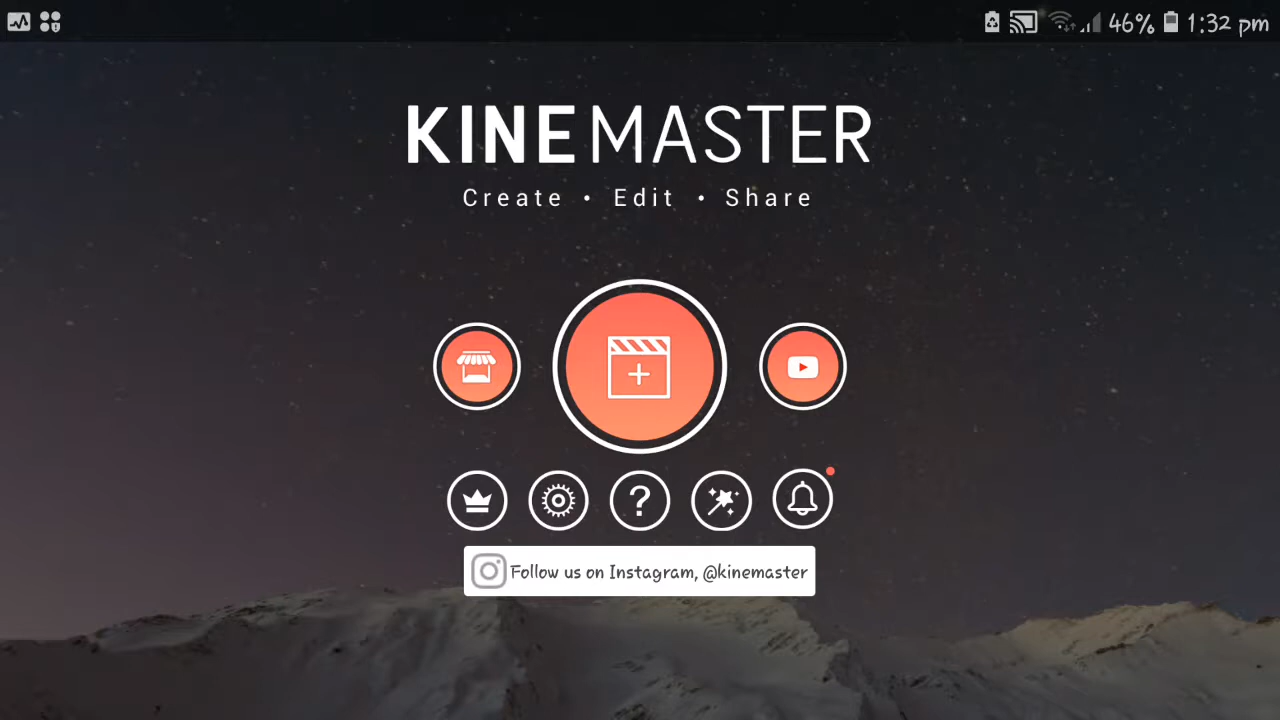 46% 1:32 pm
KINEMASTER
Create • Edit • Share
?
Follow us on Instagram, @kinemaster